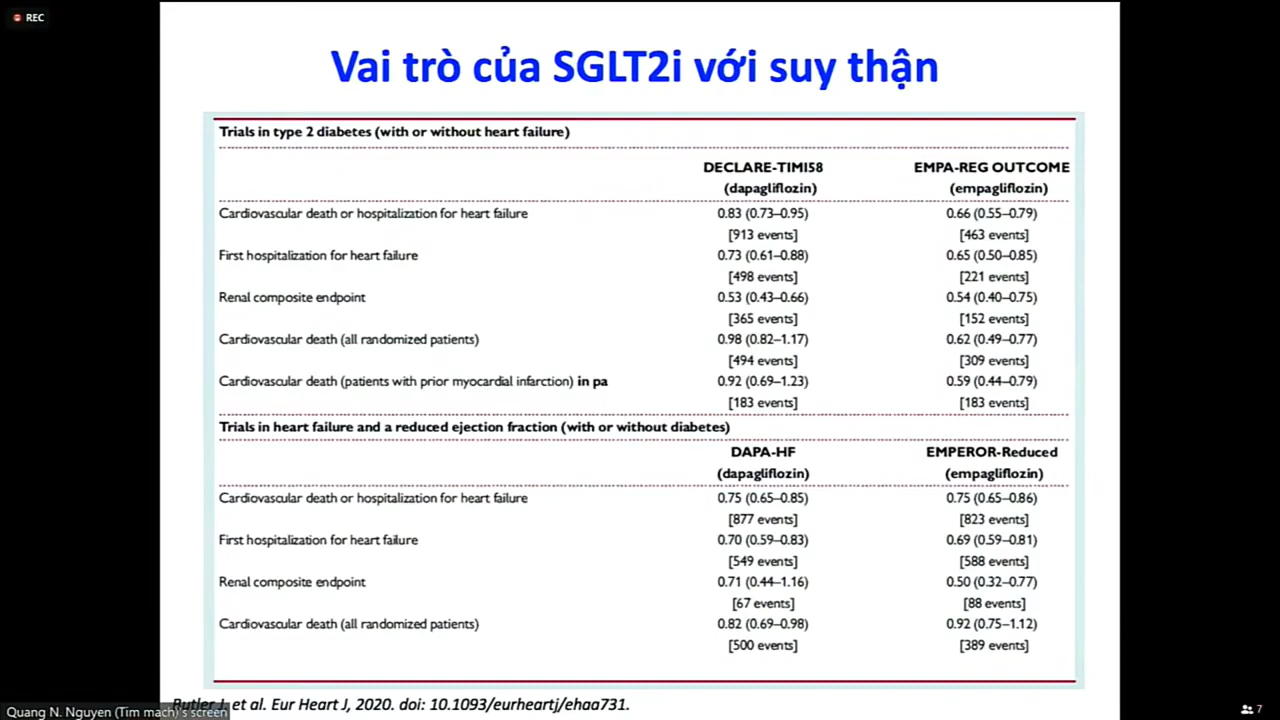 REC
Vai trò của SGLT2i với suy thận
Trials in type 2 diabetes (with or without heart failure)
DECLARE-TIMI58 EMPA-REG OUTCOME
(dapagliflozin) (empagliflozin)
Cardiovascular death or hospitalization for heart failure 0.83 (0.73–0.95) 0.66 (0.55–0.79)
[913 events] [463 events]
First hospitalization for heart failure 0.73 (0.61–0.88) 0.65 (0.50–0.85)
[498 events] [221 events]
Renal composite endpoint 0.53 (0.43–0.66) 0.54 (0.40–0.75)
[365 events] [152 events]
Cardiovascular death (all randomized patients) 0.98 (0.82–1.17) 0.62 (0.49–0.77)
[494 events] [309 events]
Cardiovascular death (patients with prior myocardial infarction) in pa 0.92 (0.69–1.23) 0.59 (0.44–0.79)
[183 events] [183 events]
Trials in heart failure and a reduced ejection fraction (with or without diabetes)
DAPA-HF EMPEROR-Reduced
(dapagliflozin) (empagliflozin)
Cardiovascular death or hospitalization for heart failure 0.75 (0.65–0.85) 0.75 (0.65–0.86)
[877 events] [823 events]
First hospitalization for heart failure 0.70 (0.59–0.83) 0.69 (0.59–0.81)
[549 events] [588 events]
Renal composite endpoint 0.71 (0.44–1.16) 0.50 (0.32–0.77)
[67 events] [88 events]
Cardiovascular death (all randomized patients) 0.82 (0.69–0.98) 0.92 (0.75–1.12)
[500 events] [389 events]
et al. Eur Heart J, 2020. doi: 10.1093/eurheartj/ehaa731.
Quang N. Nguyen (Tim mach)'s screen
7